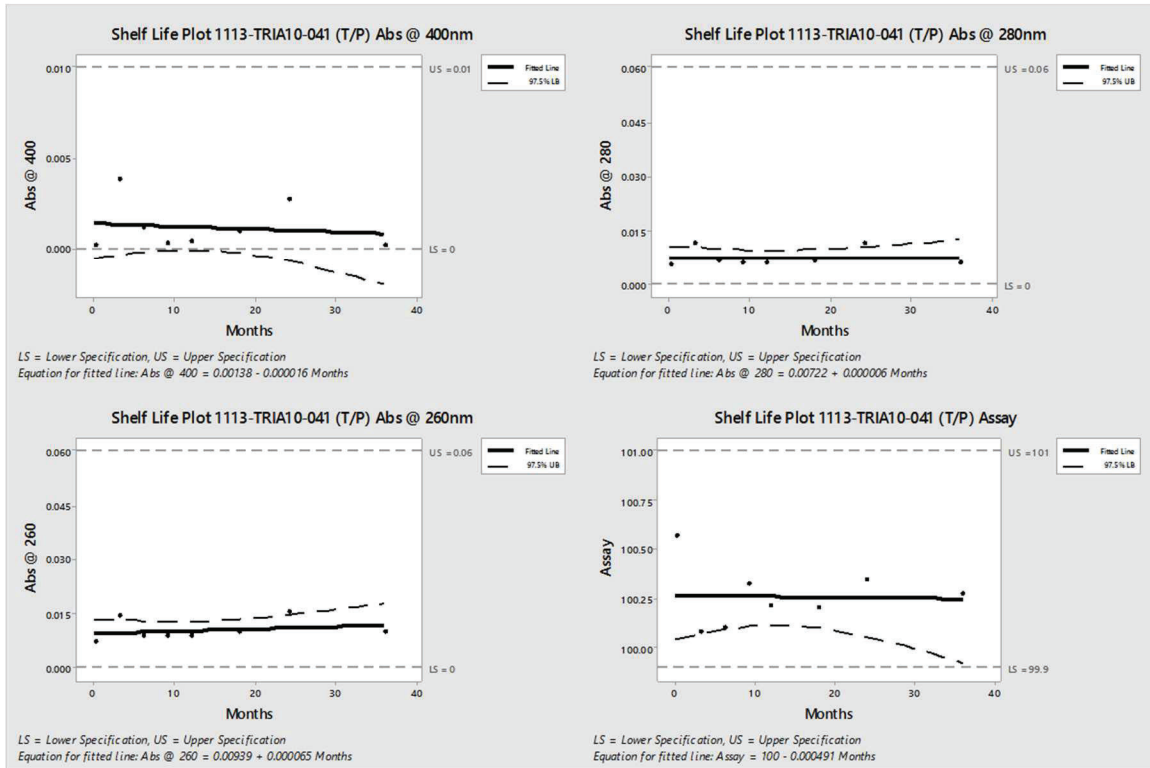 Shelf Life Plot 1113-TRIA10-041 (T/P) Abs @ 400nm
0.010
0.005
0.000
Abs @ 400
US = 0.01
LS = 0
Fitted Line
97.5% LB
0 10 20 30 40
Months
LS = Lower Specification, US = Upper Specification
Equation for fitted line: Abs @ 400 = 0.00138 - 0.000016 Months
Shelf Life Plot 1113-TRIA10-041 (T/P) Abs @ 280nm
0.060
0.045
0.030
0.015
0.000
Abs @ 280
US = 0.06
LS = 0
Fitted Line
97.5% UB
0 10 20 30 40
Months
LS = Lower Specification, US = Upper Specification
Equation for fitted line: Abs @ 280 = 0.00722 + 0.000006 Months
Shelf Life Plot 1113-TRIA10-041 (T/P) Abs @ 260nm
0.060
0.045
0.030
0.015
0.000
Abs @ 260
US = 0.06
LS = 0
Fitted Line
97.5% UB
0 10 20 30 40
Months
LS = Lower Specification, US = Upper Specification
Equation for fitted line: Abs @ 260 = 0.00939 + 0.000065 Months
Shelf Life Plot 1113-TRIA10-041 (T/P) Assay
101.00
100.75
100.50
100.25
100.00
Assay
US = 101
LS = 99.9
Fitted Line
97.5% LB
0 10 20 30 40
Months
LS = Lower Specification, US = Upper Specification
Equation for fitted line: Assay = 100 - 0.000491 Months